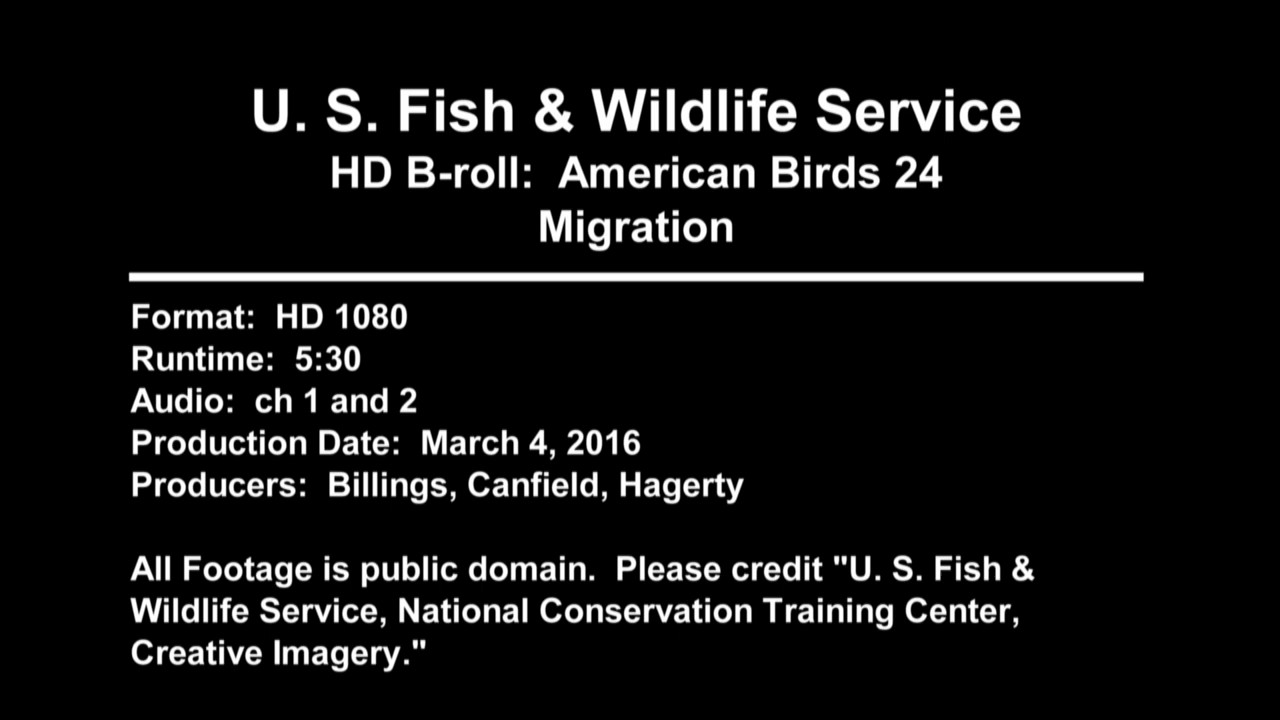 U. S. Fish & Wildlife Service
HD B-roll:  American Birds 24
Migration
Format:  HD 1080
Runtime:  5:30
Audio:  ch 1 and 2
Production Date:  March 4, 2016
Producers:  Billings, Canfield, Hagerty
All Footage is public domain.  Please credit "U. S. Fish &
Wildlife Service, National Conservation Training Center,
Creative Imagery."